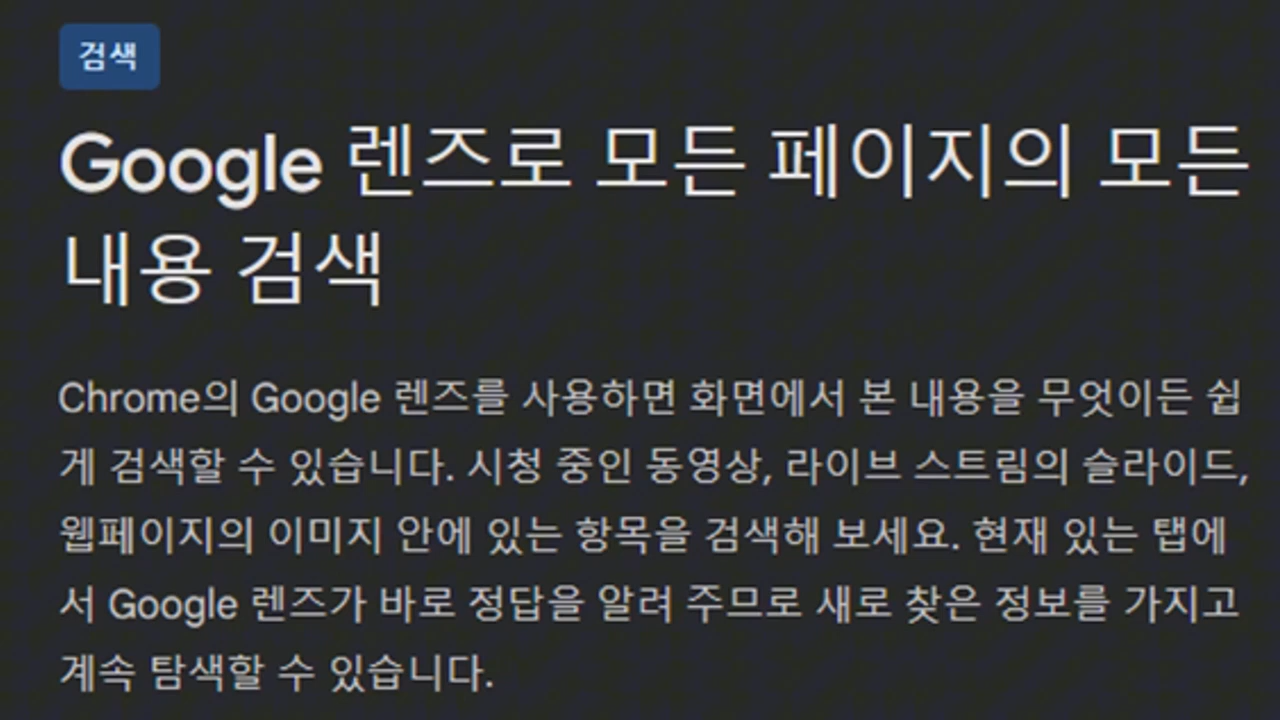 검색
Google 렌즈로 모든 페이지의 모든
내용 검색
Chrome의 Google 렌즈를 사용하면 화면에서 본 내용을 무엇이든 쉽
게 검색할 수 있습니다. 시청 중인 동영상, 라이브 스트림의 슬라이드,
웹페이지의 이미지 안에 있는 항목을 검색해 보세요. 현재 있는 탭에
서 Google 렌즈가 바로 정답을 알려 주므로 새로 찾은 정보를 가지고
계속 탐색할 수 있습니다.